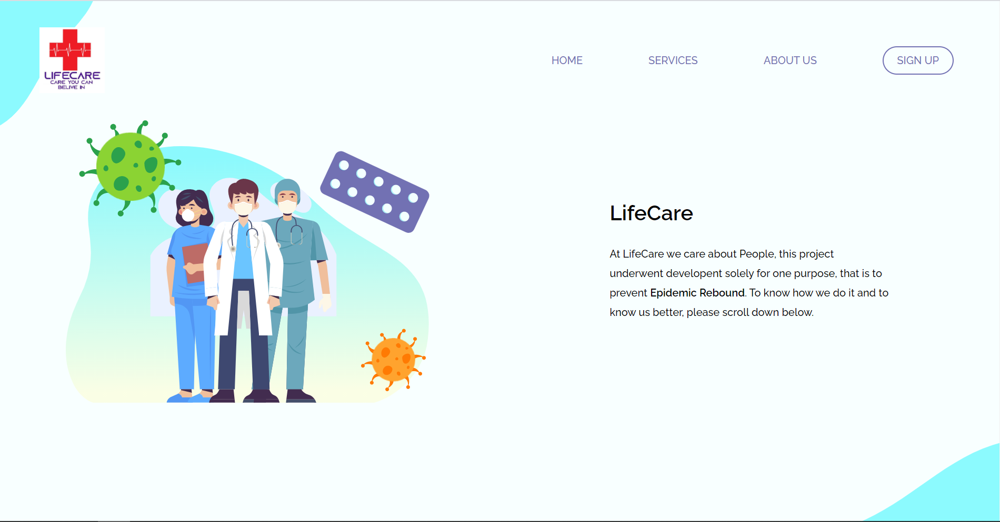 LIFECARE
CARE YOU CAN
BELIVE IN
HOME
SERVICES
ABOUT US
SIGN UP
LifeCare
At LifeCare we care about People, this project
underwent developent solely for one purpose, that is to
prevent Epidemic Rebound. To know how we do it and to
know us better, please scroll down below.